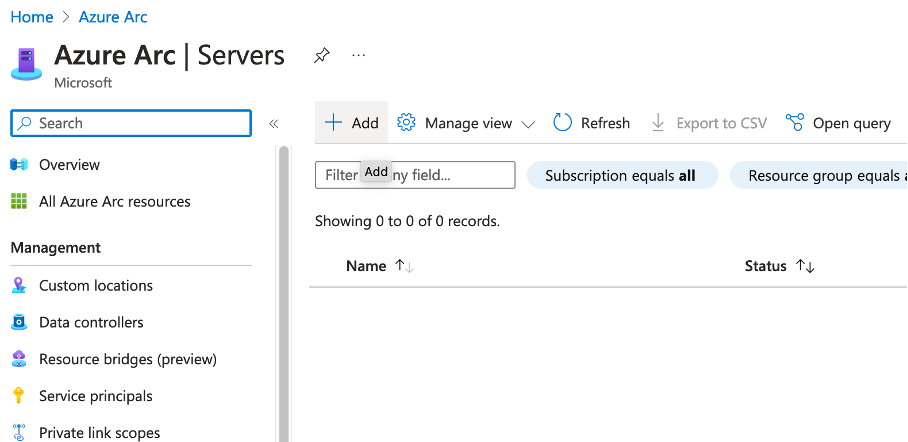 Home > Azure Arc
Azure Arc | Servers
Microsoft
Search
Add
Manage view
Refresh
Export to CSV
Open query
Overview
All Azure Arc resources
Management
Custom locations
Data controllers
Resource bridges (preview)
Service principals
Private link scopes
Filter ny field...
Add
Subscription equals all
Resource group equals
Showing 0 to 0 of 0 records.
Name
Status